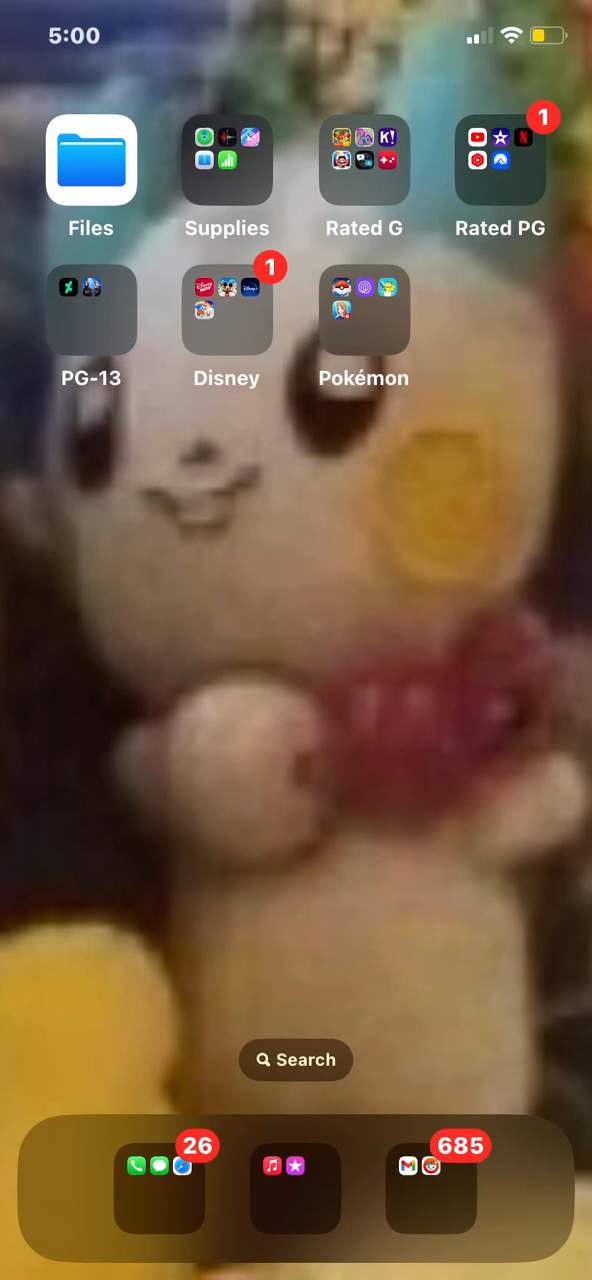 5:00
1
Files Supplies Rated G Rated PG
1
PG-13 Disney Pokémon
Search
26 685